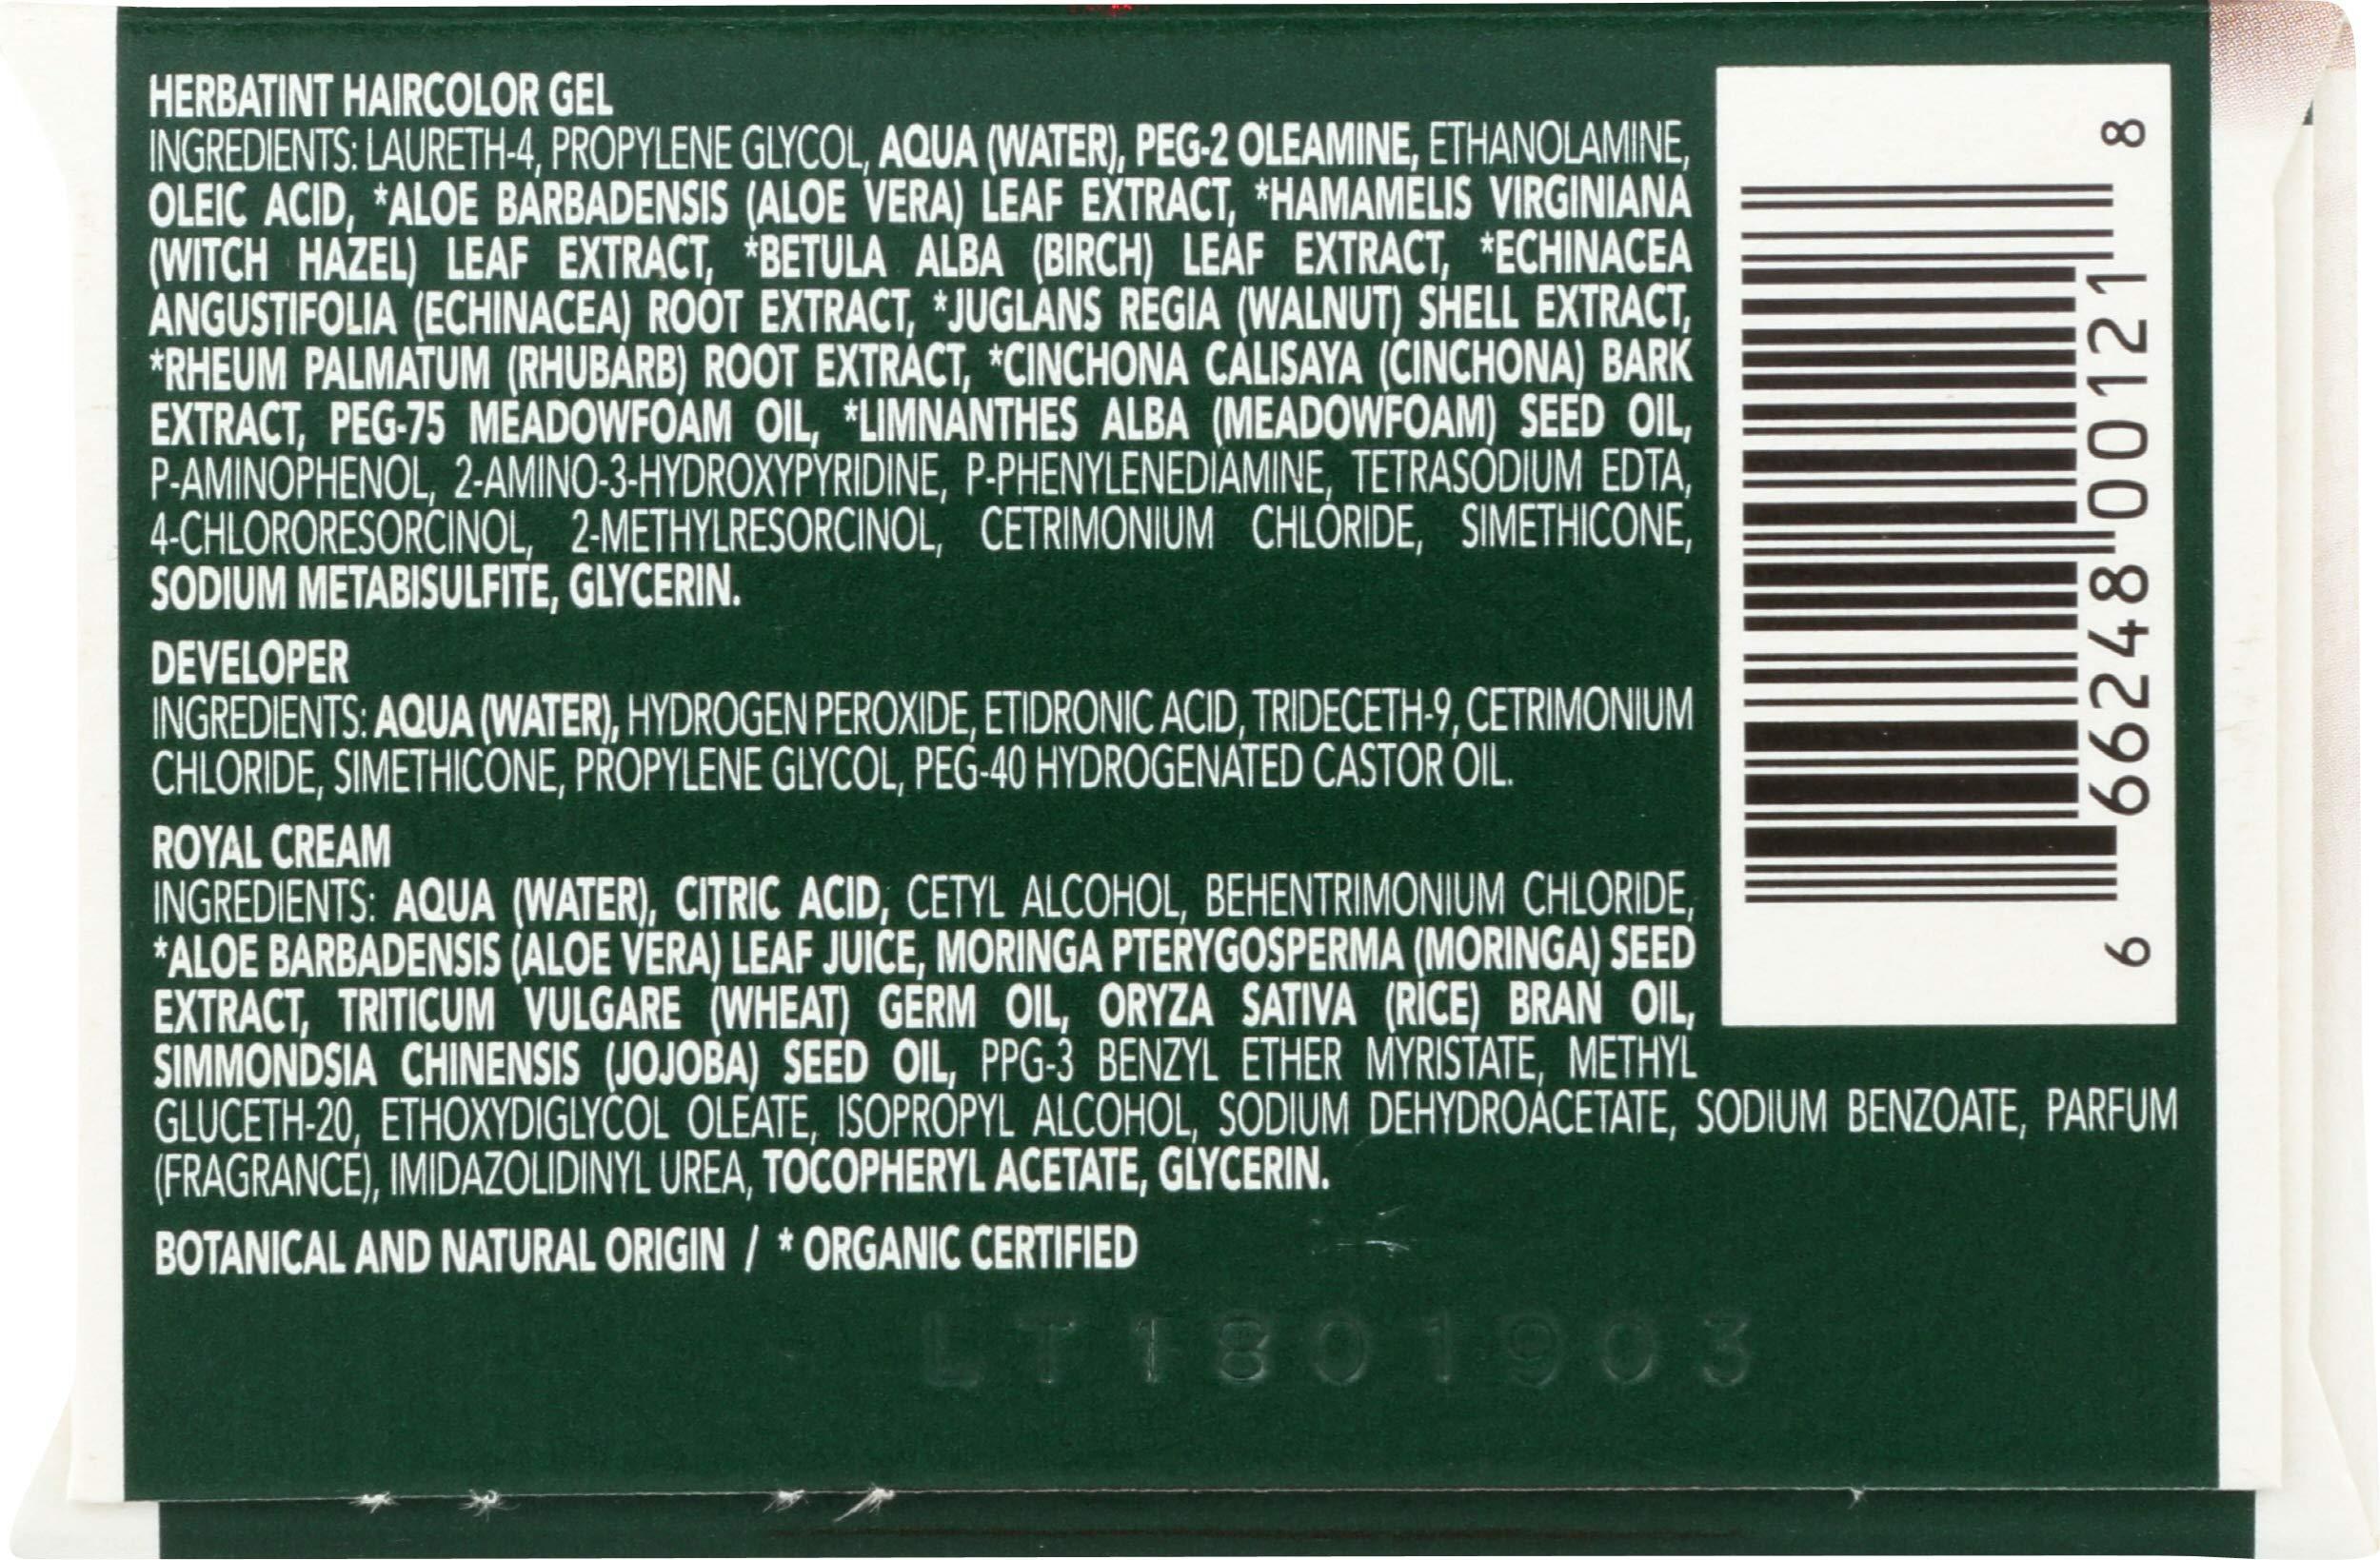 HERBATINT HAIRCOLOR GEL
INGREDIENTS: LAURETH-4, PROPYLENE GLYCOL, AQUA (WATER), PEG-2 OLEAMINE, ETHANOLAMINE,
OLEIC ACID, *ALOE BARBADENSIS (ALOE VERA) LEAF EXTRACT, *HAMAMELIS VIRGINIANA
(WITCH HAZEL) LEAF EXTRACT, *BETULA ALBA (BIRCH) LEAF EXTRACT, *ECHINACEA
ANGUSTIFOLIA (ECHINACEA) ROOT EXTRACT, *JUGLANS REGIA (WALNUT) SHELL EXTRACT,
*RHEUM PALMATUM (RHUBARB) ROOT EXTRACT, *CINCHONA CALISAYA (CINCHONA) BARK
EXTRACT, PEG-75 MEADOWFOAM OIL, *LIMNANTHES ALBA (MEADOWFOAM) SEED OIL,
P-AMINOPHENOL, 2-AMINO-3-HYDROXYPYRIDINE, P-PHENYLENEDIAMINE, TETRASODIUM EDTA,
4-CHLORORESORCINOL, 2-METHYLRESORCINOL, CETRIMONIUM CHLORIDE, SIMETHICONE,
SODIUM METABISULFITE, GLYCERIN.
DEVELOPER
INGREDIENTS: AQUA (WATER), HYDROGEN PEROXIDE, ETIDRONIC ACID, TRIDECETH-9, CETRIMONIUM
CHLORIDE, SIMETHICONE, PROPYLENE GLYCOL, PEG-40 HYDROGENATED CASTOR OIL.
ROYAL CREAM
INGREDIENTS: AQUA (WATER), CITRIC ACID, CETYL ALCOHOL, BEHENTRIMONIUM CHLORIDE,
*ALOE BARBADENSIS (ALOE VERA) LEAF JUICE, MORINGA PTERYGOSPERMA (MORINGA) SEED
EXTRACT, TRITICUM VULGARE (WHEAT) GERM OIL, ORYZA SATIVA (RICE) BRAN OIL,
SIMMONDSIA CHINENSIS (JOJOBA) SEED OIL, PPG-3 BENZYL ETHER MYRISTATE, METHYL
GLUCETH-20, ETHOXYDIGLYCOL OLEATE, ISOPROPYL ALCOHOL, SODIUM DEHYDROACETATE, SODIUM BENZOATE, PARFUM
(FRAGRANCE), IMIDAZOLIDINYL UREA, TOCOPHERYL ACETATE, GLYCERIN.
BOTANICAL AND NATURAL ORIGIN / * ORGANIC CERTIFIED
LT1801903
6 66248 00121 8